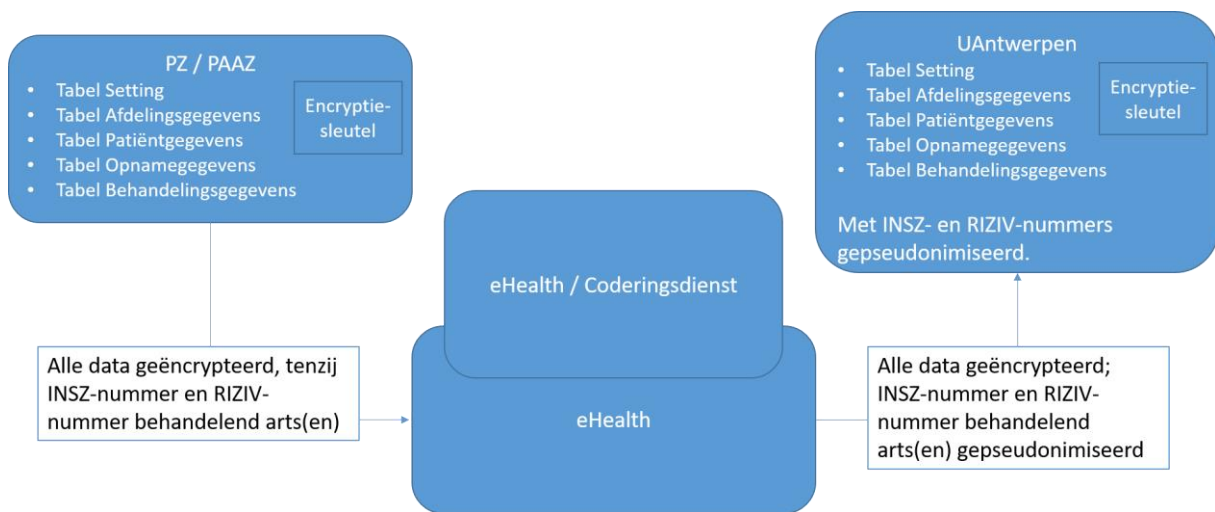 PZ / PAAZ
• Tabel Setting
• Tabel Afdelingsgegevens
• Tabel Patiëntgegevens
• Tabel Opnamegegevens
• Tabel Behandelingsgegevens
Encryptie-
sleutel
Alle data geëncrypteerd, tenzij
INSZ-nummer en RIZIV-
nummer behandelend arts(en)
eHealth / Coderingsdienst
eHealth
Alle data geëncrypteerd;
INSZ-nummer en RIZIV-
nummer behandelend
arts(en) gepseudonimiseerd
UAntwerpen
• Tabel Setting
• Tabel Afdelingsgegevens
• Tabel Patiëntgegevens
• Tabel Opnamegegevens
• Tabel Behandelingsgegevens
Encryptie-
sleutel
Met INSZ- en RIZIV-nummers
gepseudonimiseerd.